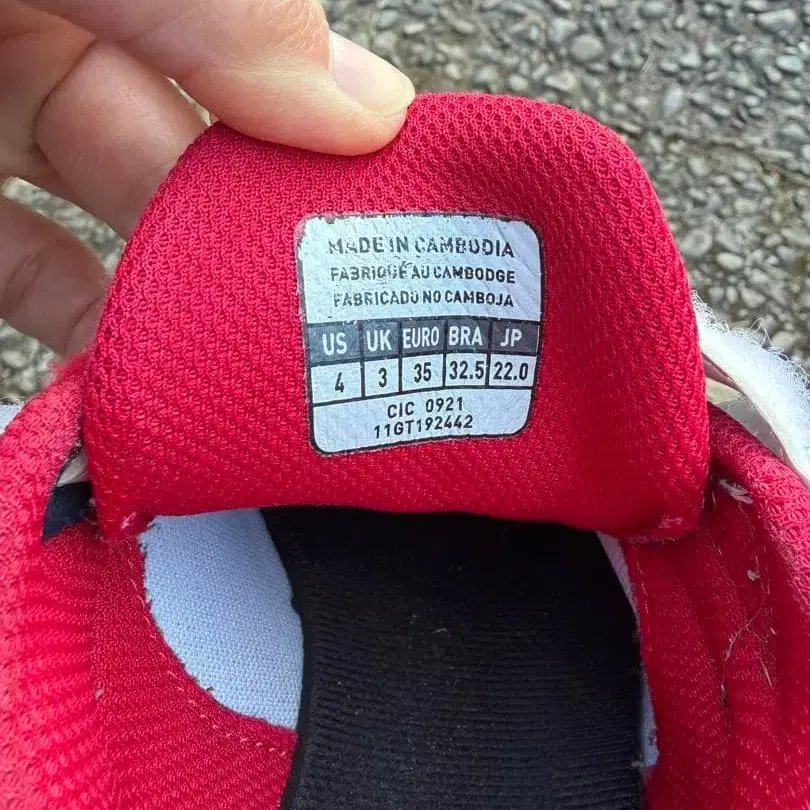 MADE IN CAMBODIA
FABRIQUÉ AU CAMBODGE
FABRICADO NO CAMBOJA
US UK EURO BRA JP
4 3 35 32.5 22.0
CIC 0921
11GT192442